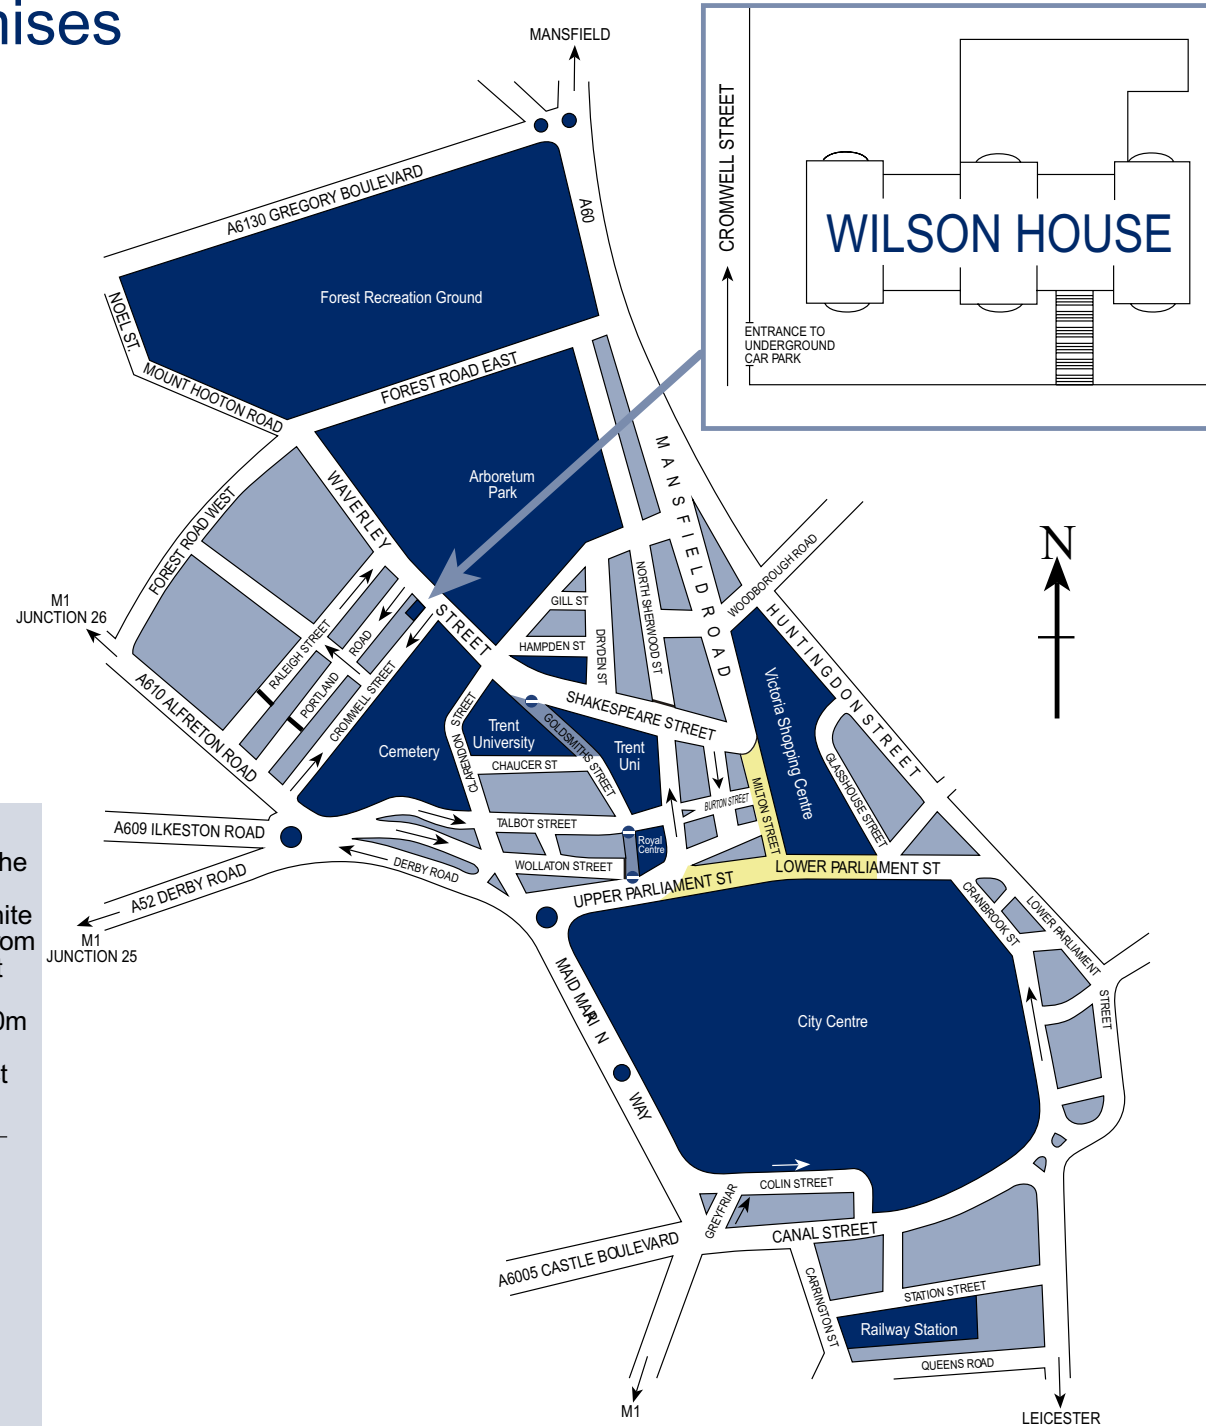 nises
MANSFIELD
CROMWELL STREET
WILSON HOUSE
ENTRANCE TO
UNDERGROUND
CAR PARK
A6130 GREGORY BOULEVARD
A60
Forest Recreation Ground
NOEL ST.
MOUNT HOOTON ROAD
FOREST ROAD EAST
Arboretum
Park
WAVERLEY
STREET
MANSFIELD ROAD
FOREST ROAD WEST
WOODBOROUGH ROAD
N
M1
JUNCTION 26
GILL ST
HAMPDEN ST
DRYDEN ST
NORTH SHERWOOD ST
HUNTINGDON STREET
RALEIGH STREET
PORTLAND
ROAD
CROMWELL STREET
A610 ALFRETON ROAD
Cemetery
CLARENDON STREET
Trent
University
GOLDSMITHS STREET
SHAKESPEARE STREET
Trent
Uni
Victoria Shopping Centre
GLASSHOUSE STREET
CHAUCER ST
MILTON STREET
BURTON STREET
TALBOT STREET
Royal
Centre
A609 ILKESTON ROAD
DERBY ROAD
WOLLATON STREET
UPPER PARLIAMENT ST
LOWER PARLIAMENT ST
A52 DERBY ROAD
M1
JUNCTION 25
CRANBROOK ST
LOWER PARLIAMENT
STREET
he
nite
rom
t
0m
t
MAID MARI N
WAY
City Centre
COLIN STREET
GREYFRIAR
CANAL STREET
A6005 CASTLE BOULEVARD
CARRINGTON ST
STATION STREET
Railway Station
QUEENS ROAD
M1
LEICESTER